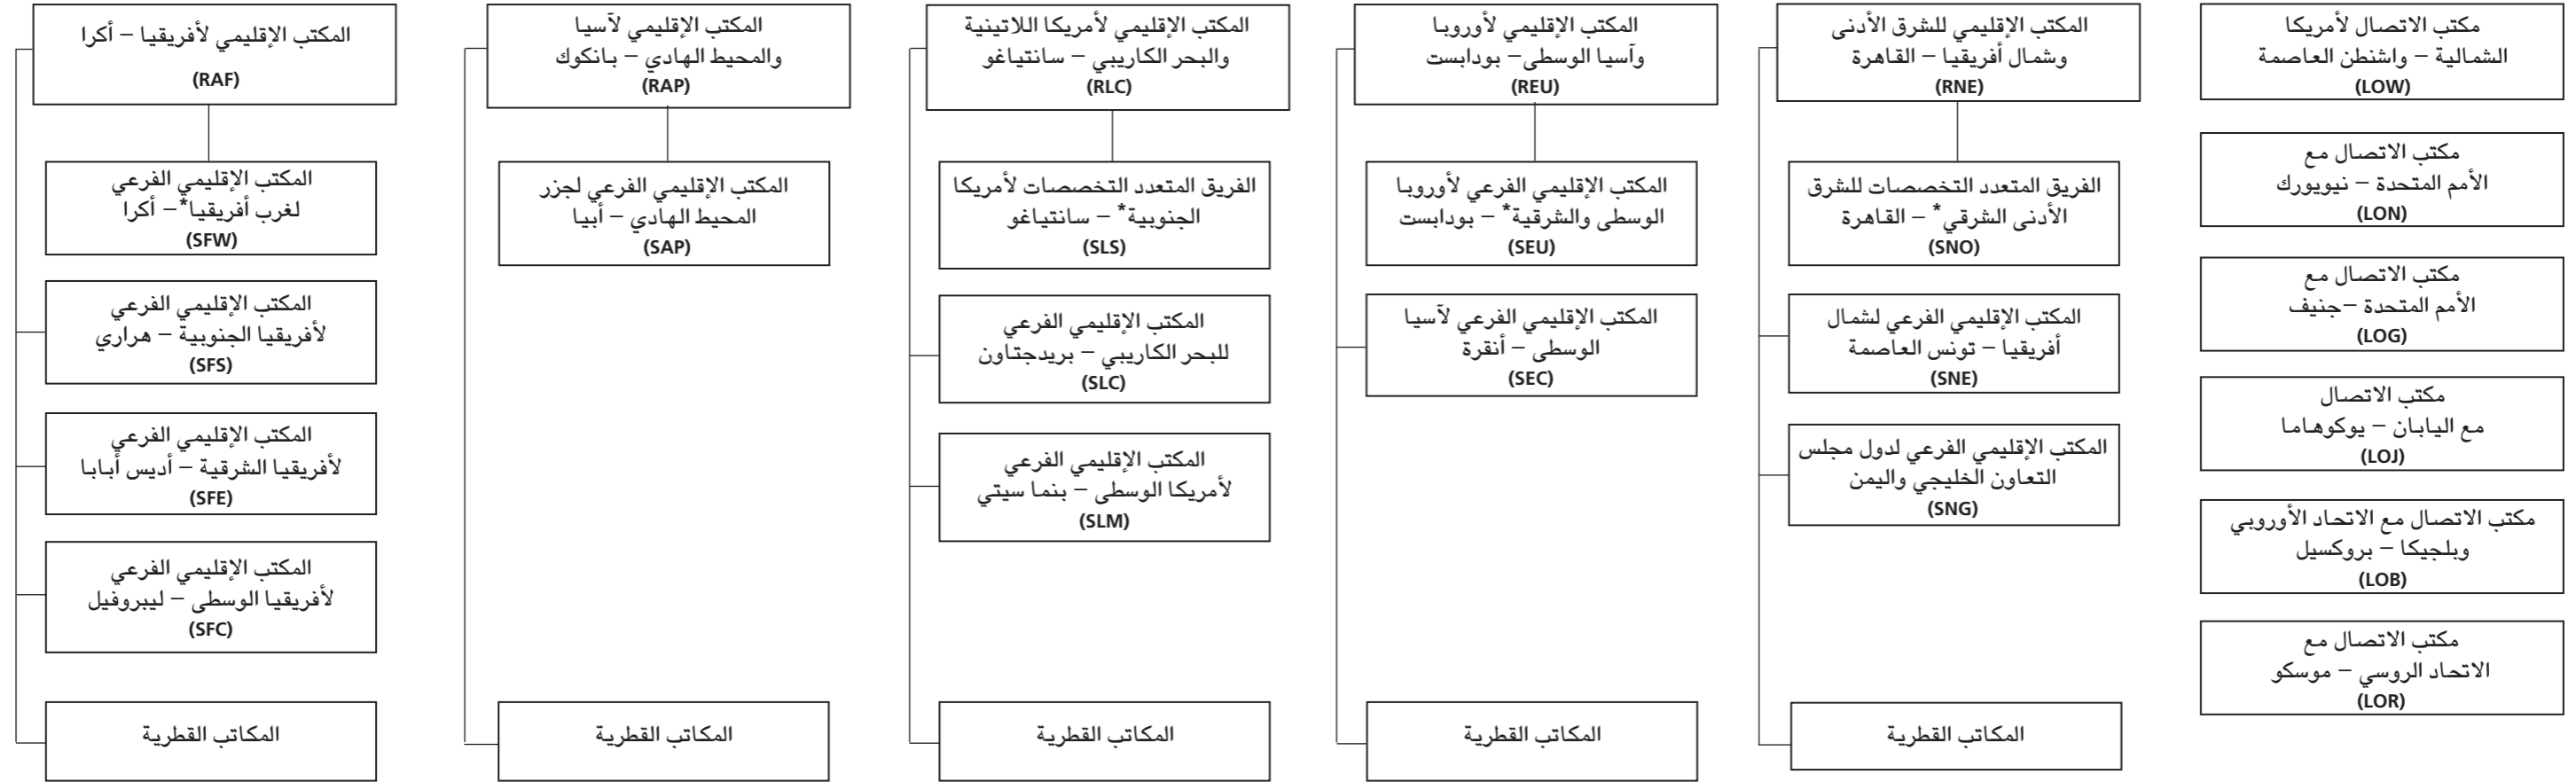 المكتب الإقليمي لأفريقيا – أكرا
(RAF)
المكتب الإقليمي الفرعي
لغرب أفريقيا*– أكرا
(SFW)
المكتب الإقليمي الفرعي
لأفريقيا الجنوبية – هراري
(SFS)
المكتب الإقليمي الفرعي
لأفريقيا الشرقية – أديس أبابا
(SFE)
المكتب الإقليمي الفرعي
لأفريقيا الوسطى – ليبروفيل
(SFC)
المكاتب القطرية
المكتب الإقليمي لآسيا
والمحيط الهادي – بانكوك
(RAP)
المكتب الإقليمي الفرعي لجزر
المحيط الهادي – أبيا
(SAP)
المكاتب القطرية
المكتب الإقليمي لأمريكا اللاتينية
والبحر الكاريبي – سانتياغو
(RLC)
الفريق المتعدد التخصصات لأمريكا
الجنوبية* – سانتياغو
(SLS)
المكتب الإقليمي الفرعي
للبحر الكاريبي – بريدجتاون
(SLC)
المكتب الإقليمي الفرعي
لأمريكا الوسطى – بنما سيتي
(SLM)
المكاتب القطرية
المكتب الإقليمي لأوروبا
وآسيا الوسطى– بودابست
(REU)
المكتب الإقليمي الفرعي لأوروبا
الوسطى والشرقية* – بودابست
(SEU)
المكتب الإقليمي الفرعي لآسيا
الوسطى – أنقرة
(SEC)
المكاتب القطرية
المكتب الإقليمي للشرق الأدنى
وشمال أفريقيا – القاهرة
(RNE)
الفريق المتعدد التخصصات للشرق
الأدنى الشرقي* – القاهرة
(SNO)
المكتب الإقليمي الفرعي لشمال
أفريقيا – تونس العاصمة
(SNE)
المكتب الإقليمي الفرعي لدول مجلس
التعاون الخليجي واليمن
(SNG)
المكاتب القطرية
مكتب الاتصال لأمريكا
الشمالية – واشنطن العاصمة
(LOW)
مكتب الاتصال مع
الأمم المتحدة – نيويورك
(LON)
مكتب الاتصال مع
الأمم المتحدة –جنيف
(LOG)
مكتب الاتصال
مع اليابان – يوكوهاما
(LOJ)
مكتب الاتصال مع الاتحاد الأوروبي
وبلجيكا – بروكسيل
(LOB)
مكتب الاتصال مع
الاتحاد الروسي – موسكو
(LOR)